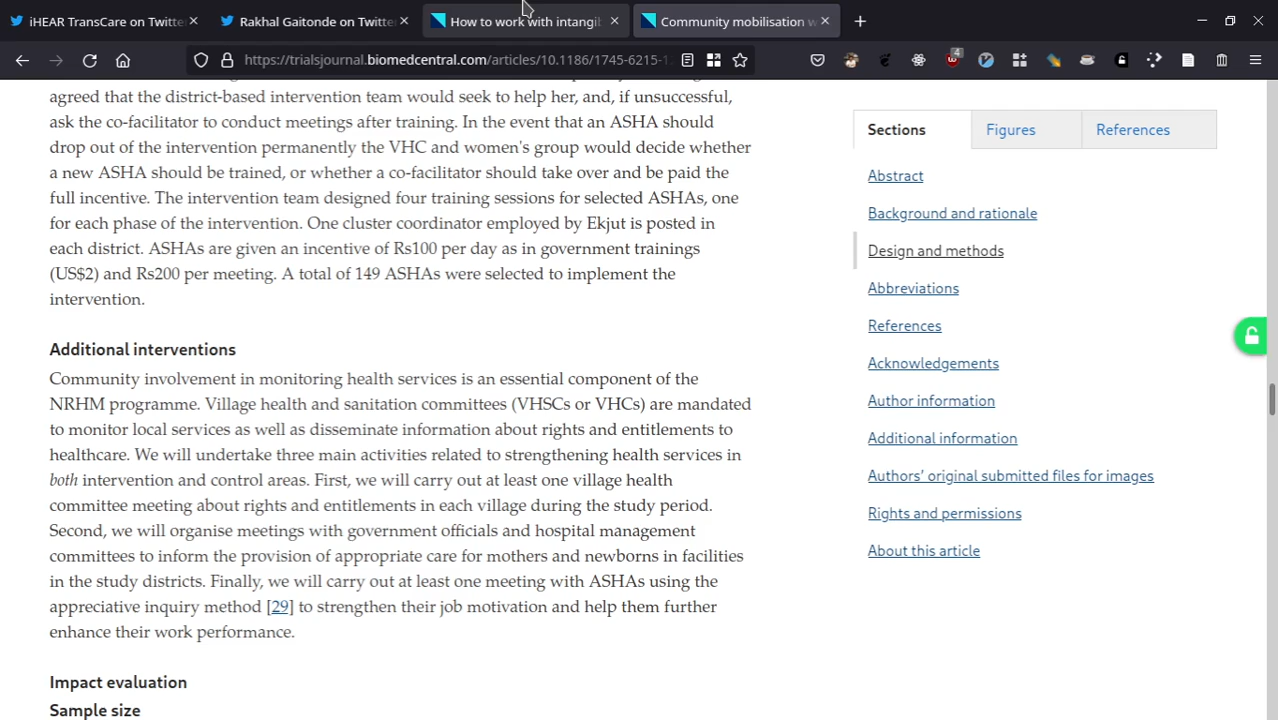 iHEAR TransCare on Twitte
Rakhal Gaitonde on Twitte
How to work with intangib
Community mobilisation w
https://trialsjournal.biomedcentral.com/articles/10.1186/1745-6215-1
4
agreed that the district-based intervention team would seek to help her, and, if unsuccessful,
ask the co-facilitator to conduct meetings after training. In the event that an ASHA should
drop out of the intervention permanently the VHC and women's group would decide whether
a new ASHA should be trained, or whether a co-facilitator should take over and be paid the
full incentive. The intervention team designed four training sessions for selected ASHAs, one
for each phase of the intervention. One cluster coordinator employed by Ekjut is posted in
each district. ASHAs are given an incentive of Rs100 per day as in government trainings
(US$2) and Rs200 per meeting. A total of 149 ASHAs were selected to implement the
intervention.
Additional interventions
Community involvement in monitoring health services is an essential component of the
NRHM programme. Village health and sanitation committees (VHSCs or VHCs) are mandated
to monitor local services as well as disseminate information about rights and entitlements to
healthcare. We will undertake three main activities related to strengthening health services in
both intervention and control areas. First, we will carry out at least one village health
committee meeting about rights and entitlements in each village during the study period.
Second, we will organise meetings with government officials and hospital management
committees to inform the provision of appropriate care for mothers and newborns in facilities
in the study districts. Finally, we will carry out at least one meeting with ASHAs using the
appreciative inquiry method [29] to strengthen their job motivation and help them further
enhance their work performance.
Impact evaluation
Sample size
Sections
Figures
References
Abstract
Background and rationale
Design and methods
Abbreviations
References
Acknowledgements
Author information
Additional information
Authors’ original submitted files for images
Rights and permissions
About this article